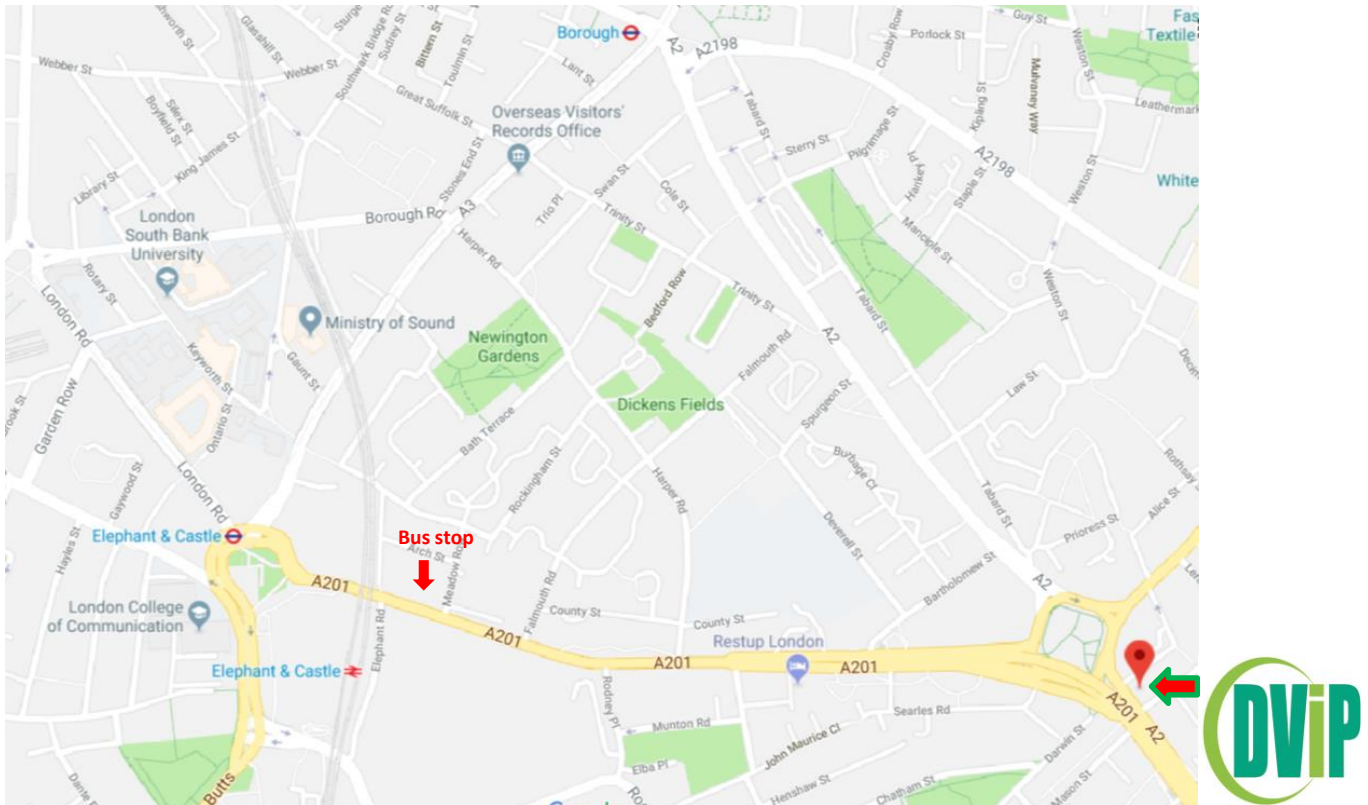 Borough
A2
A2198
Guy St
Porlock St
Crosby Row
Weston St
Fas
Textile
Webber St
Glasshill St
Webber St
Southwark Bridge R
Sudrey St
Bittern St
Toulmin St
Lant St
Great Suffolk St
Silex St
Boyfield St
King James St
Library St
Overseas Visitors'
Records Office
Stones End St
Tabard St
Sterry St
Pilgrimage St
Kipling St
Mulvaney Way
Leathermark
A2198
Hankey Pl
Staple St
Weston St
White
London
South Bank
University
Borough Rd
A3
Trio Pl
Swan St
Cole St
Trinity St
Harper Rd
Manciple St
Rotary St
London Rd
Ministry of Sound
Bedford Row
Trinity St
Tabard St
Weston St
A2
Newington
Gardens
Keyworth St
Gaunt St
Falmouth Rd
Garden Row
Ontario St
Dickens Fields
Spurgeon St
Law St
Decin
Bath Terrace
London Rd
Gaywood St
Rockingham St
Harper Rd
Burbage Cl
Rothsay
Tabard St
Alice St
Elephant & Castle
Hayles St
Bus stop
Arch St
Meadow Ro
Deverell St
Prioress St
A201
Falmouth Rd
Bartholomew St
A2
London College
of Communication
Elephant Rd
County St
County St
A201
Restup London
Elephant & Castle
A201
A201
Rodney Pl
Munton Rd
Searles Rd
A201
A2
DViP
John Maurice Cl
Darwin St
Elba Pl
Henshaw St
Chatham St
Mason St
Butts
Dante